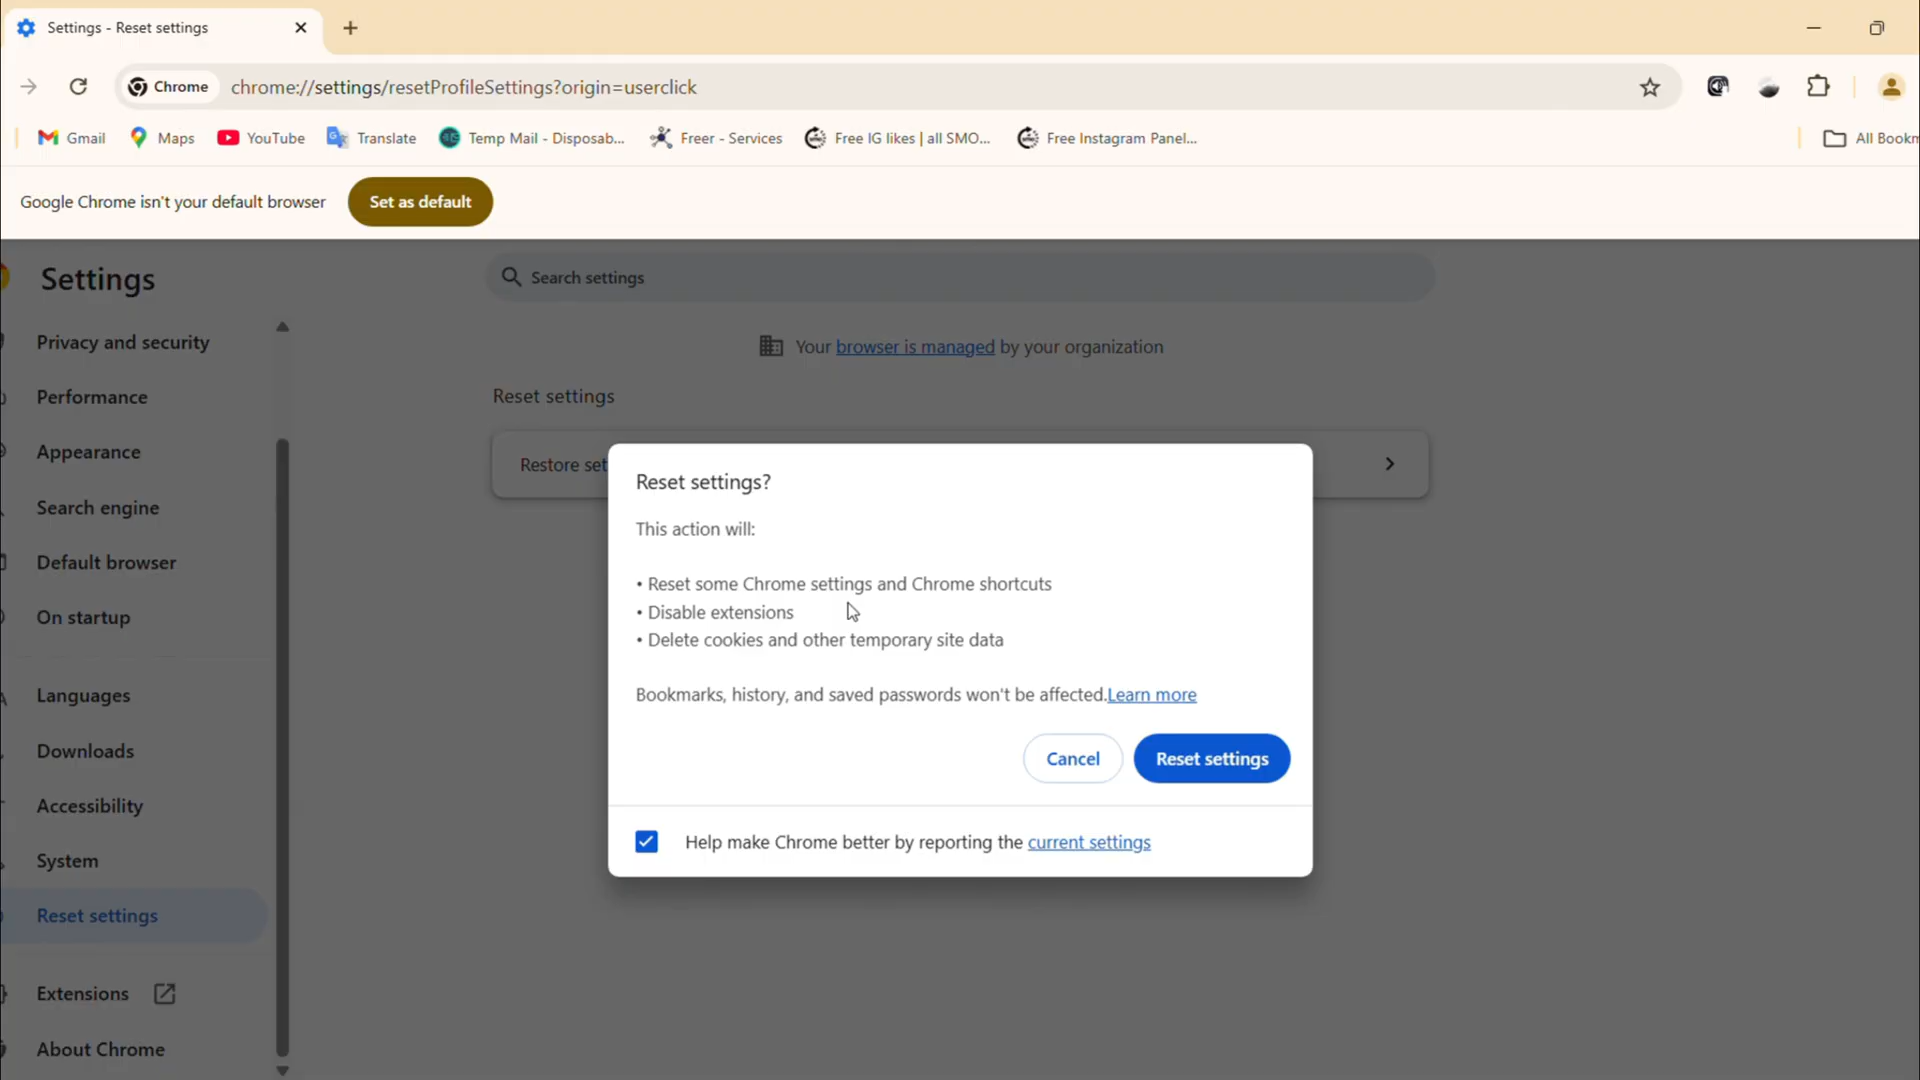 Settings - Reset settings
Chrome chrome://settings/resetProfileSettings?origin=userclick
Gmail Maps YouTube Translate Temp Mail - Disposab... Freer - Services Free IG likes | all SMO... Free Instagram Panel... All Bookm
Google Chrome isn't your default browser Set as default
Settings
Search settings
Your browser is managed by your organization
Privacy and security
Performance
Appearance
Search engine
Default browser
On startup
Languages
Downloads
Accessibility
System
Reset settings
Extensions
About Chrome
Reset settings
Restore set
Reset settings?
This action will:
• Reset some Chrome settings and Chrome shortcuts
• Disable extensions
• Delete cookies and other temporary site data
Bookmarks, history, and saved passwords won't be affected.Learn more
Cancel Reset settings
Help make Chrome better by reporting the current settings